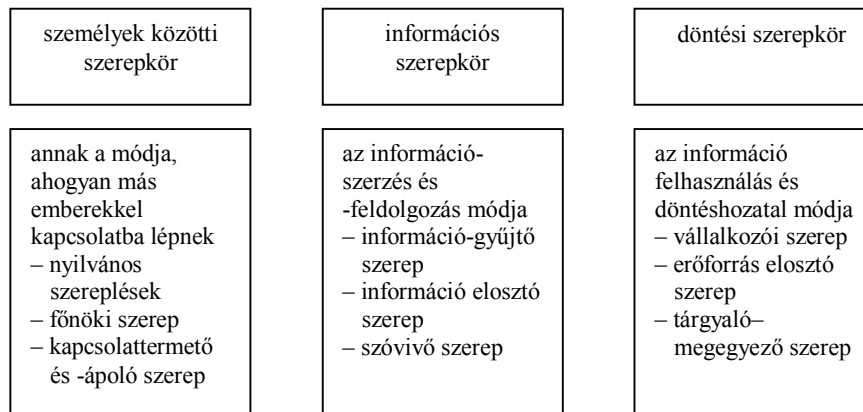 személyek közötti
szerepkör
információs
szerepkör
döntési szerepkör
annak a módja,
ahogyan más
emberekkel
kapcsolatba lépnek
– nyilvános
szereplések
– főnöki szerep
– kapcsolattermető
és -ápoló szerep
az információ-
szerzés és
-feldolgozás módja
– információ-gyűjtő
szerep
– információ elosztó
szerep
– szóvivő szerep
az információ
felhasználás és
döntéshozatal módja
– vállalkozói szerep
– erőforrás elosztó
szerep
– tárgyaló–
megegyező szerep